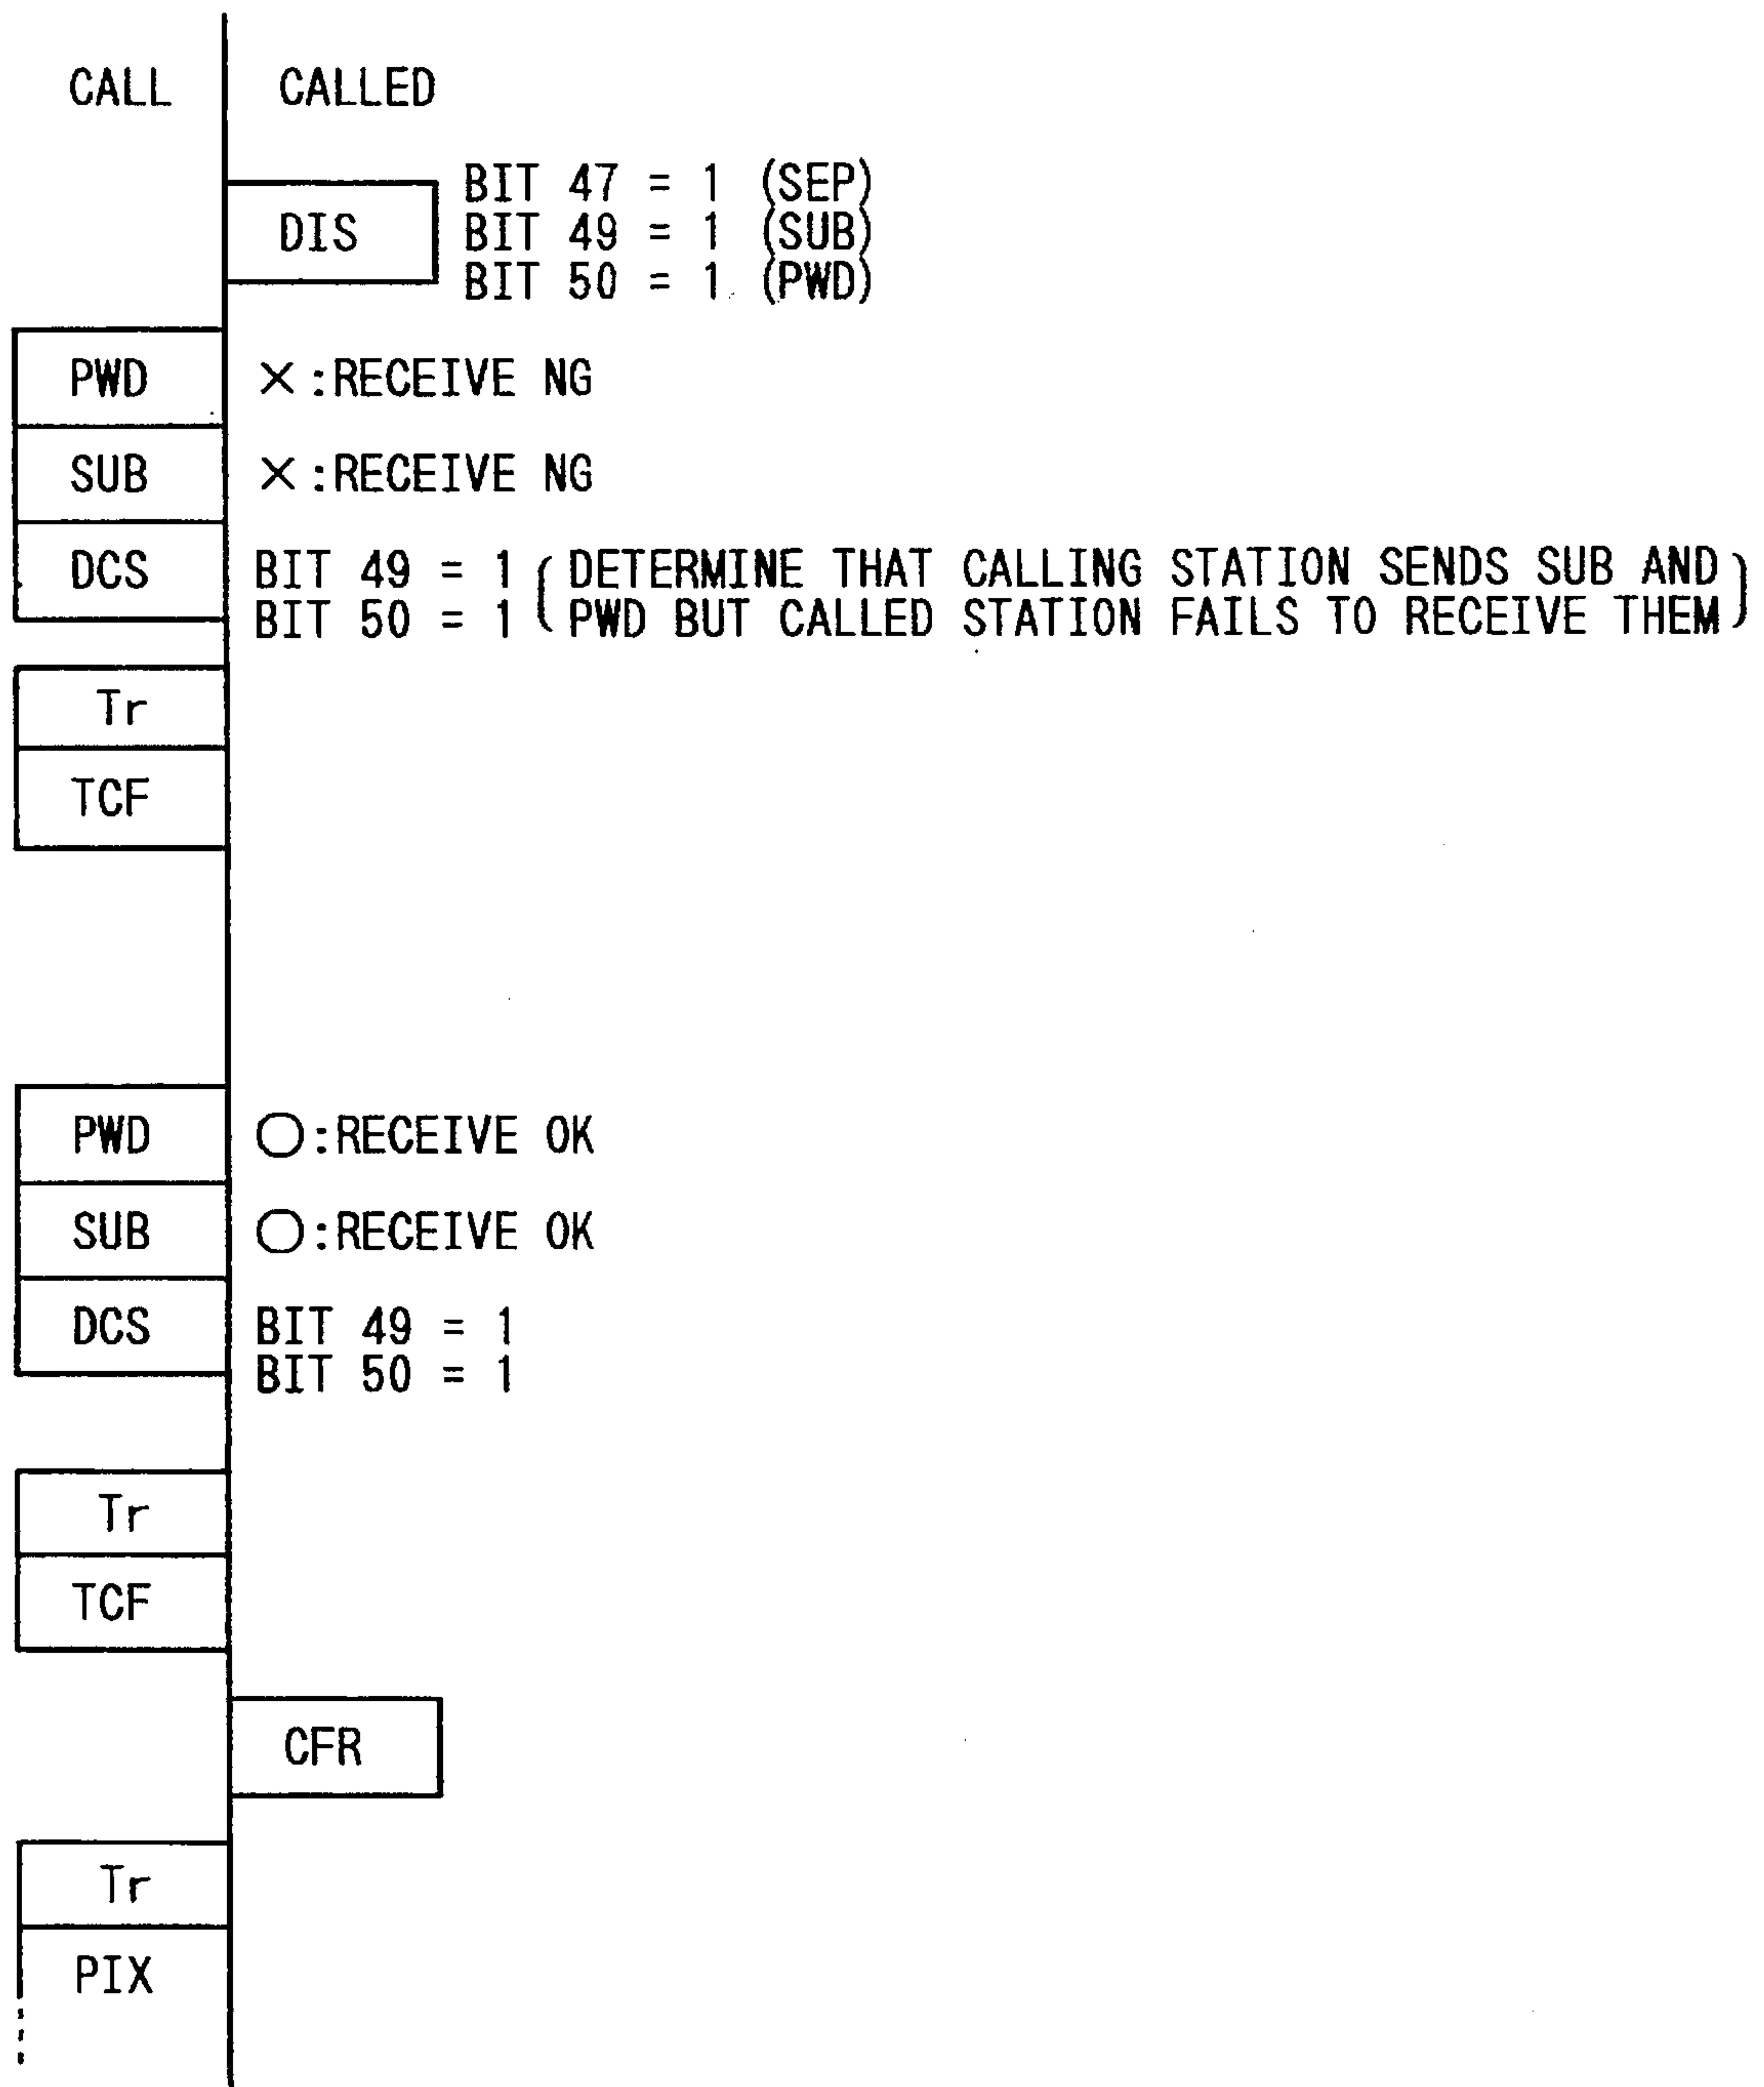 CALL CALLED
DIS
BIT 47 = 1 (SEP)
BIT 49 = 1 (SUB)
BIT 50 = 1 (PWD)
PWD ×:RECEIVE NG
SUB ×:RECEIVE NG
DCS
BIT 49 = 1 (DETERMINE THAT CALLING STATION SENDS SUB AND
BIT 50 = 1 PWD BUT CALLED STATION FAILS TO RECEIVE THEM)
Tr
TCF
PWD ○:RECEIVE OK
SUB ○:RECEIVE OK
DCS
BIT 49 = 1
BIT 50 = 1
Tr
TCF
CFR
Tr
PIX